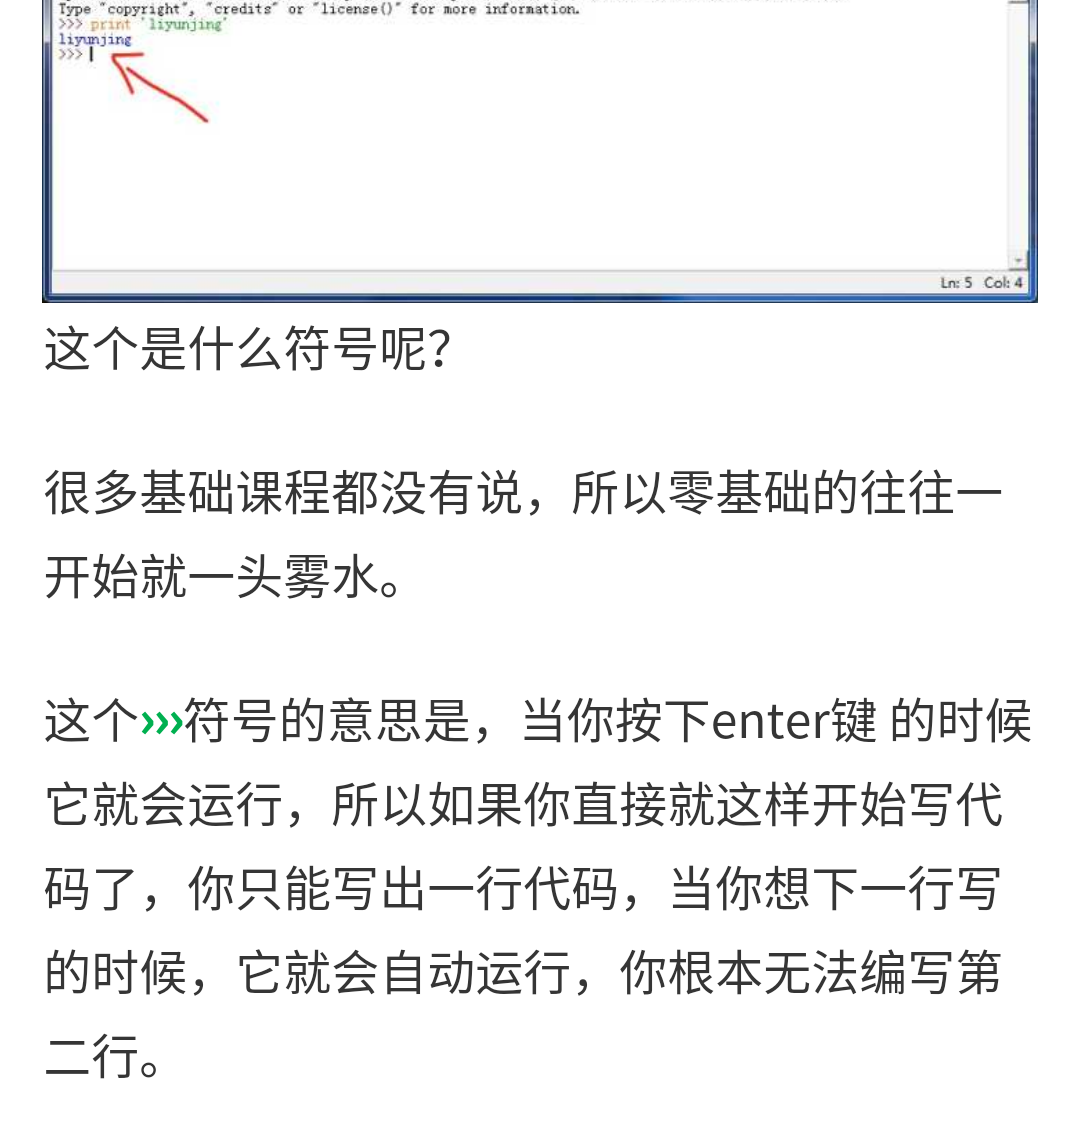 Type "copyright", "credits" or "license()" for more information.
>>> print 'liyunjing'
liyunjing
>>>
Ln: 5 Col: 4
这个是什么符号呢？
很多基础课程都没有说，所以零基础的往往一
开始就一头雾水。
这个›››符号的意思是，当你按下enter键 的时候
它就会运行，所以如果你直接就这样开始写代
码了，你只能写出一行代码，当你想下一行写
的时候，它就会自动运行，你根本无法编写第
二行。